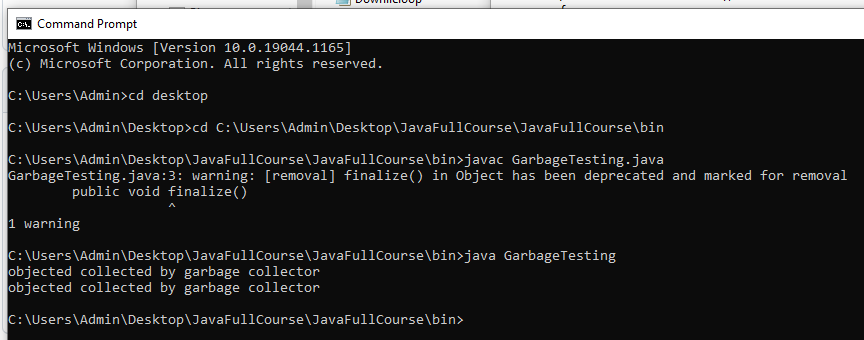 Command Prompt
Microsoft Windows [Version 10.0.19044.1165]
(c) Microsoft Corporation. All rights reserved.
C:\Users\Admin>cd desktop
C:\Users\Admin\Desktop>cd C:\Users\Admin\Desktop\JavaFullCourse\JavaFullCourse\bin
C:\Users\Admin\Desktop\JavaFullCourse\JavaFullCourse\bin>javac GarbageTesting.java
GarbageTesting.java:3: warning: [removal] finalize() in Object has been deprecated and marked for removal
        public void finalize()
                    ^
1 warning
C:\Users\Admin\Desktop\JavaFullCourse\JavaFullCourse\bin>java GarbageTesting
objected collected by garbage collector
objected collected by garbage collector
C:\Users\Admin\Desktop\JavaFullCourse\JavaFullCourse\bin>